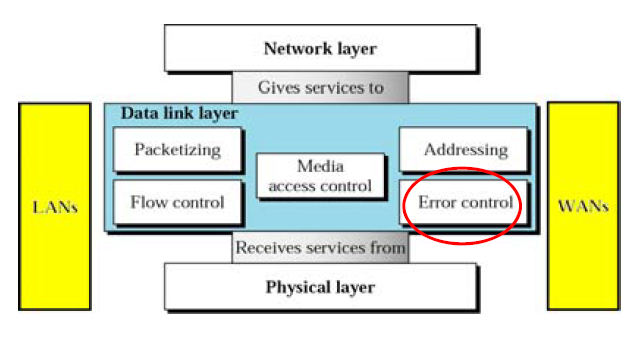 Network layer
Gives services to
Data link layer
Packetizing
Addressing
Media
access control
LANs
Flow control
Error control
WANs
Receives services from
Physical layer